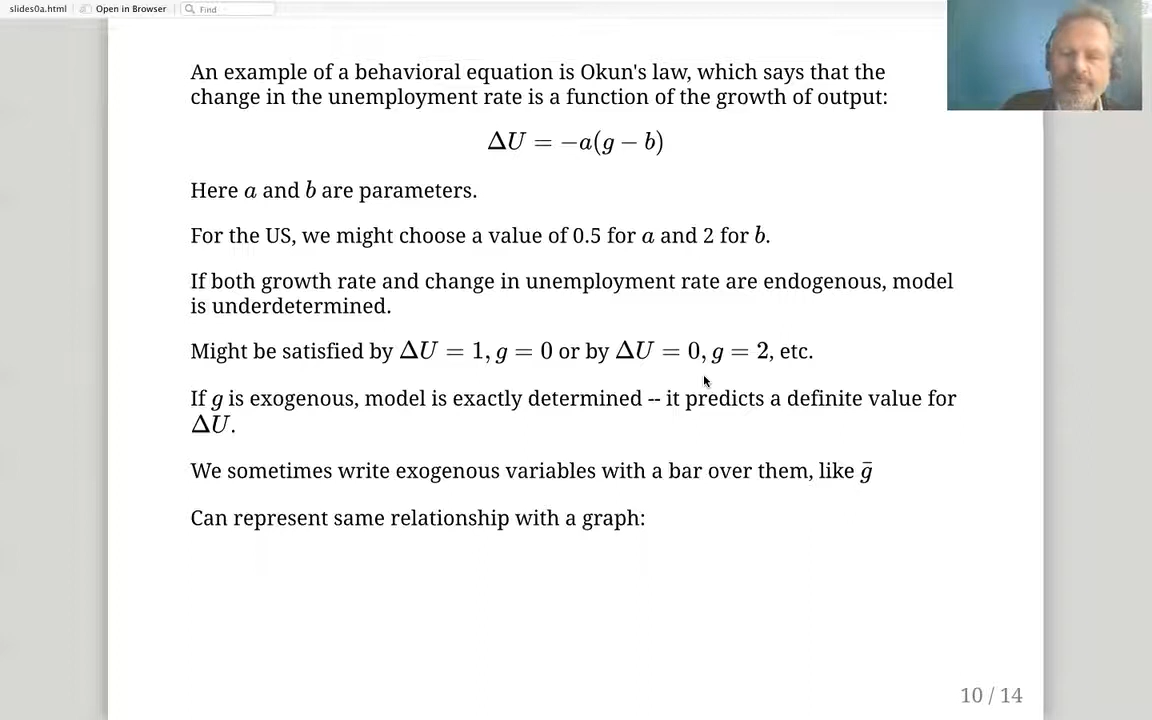 slides0a.html Open in Browser Find
An example of a behavioral equation is Okun's law, which says that the
change in the unemployment rate is a function of the growth of output:
ΔU = −a(g − b)
Here a and b are parameters.
For the US, we might choose a value of 0.5 for a and 2 for b.
If both growth rate and change in unemployment rate are endogenous, model
is underdetermined.
Might be satisfied by ΔU = 1, g = 0 or by ΔU = 0, g = 2, etc.
If g is exogenous, model is exactly determined -- it predicts a definite value for
ΔU.
We sometimes write exogenous variables with a bar over them, like ḡ
Can represent same relationship with a graph:
10 / 14